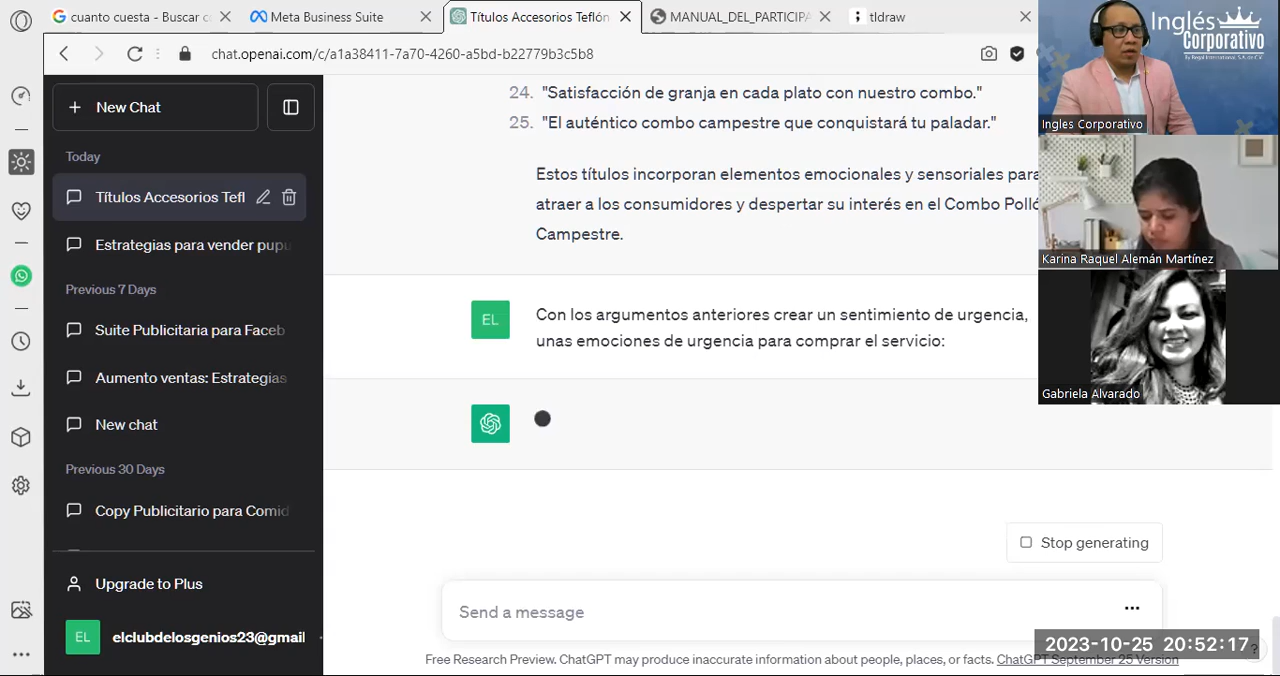 cuanto cuesta - Buscar c
Meta Business Suite
Títulos Accesorios Teflón
MANUAL_DEL_PARTICIPA
tldraw
chat.openai.com/c/a1a38411-7a70-4260-a5bd-b22779b3c5b8
New Chat
Today
Títulos Accesorios Tefl
Estrategias para vender pupu
Previous 7 Days
Suite Publicitaria para Faceb
Aumento ventas: Estrategias
New chat
Previous 30 Days
Copy Publicitario para Comid
Upgrade to Plus
EL
elclubdelosgenios23@gmail
24. "Satisfacción de granja en cada plato con nuestro combo."
25. "El auténtico combo campestre que conquistará tu paladar."
Estos títulos incorporan elementos emocionales y sensoriales para
atraer a los consumidores y despertar su interés en el Combo Polló
Campestre.
EL
Con los argumentos anteriores crear un sentimiento de urgencia,
unas emociones de urgencia para comprar el servicio:
Stop generating
Send a message
Free Research Preview. ChatGPT may produce inaccurate information about people, places, or facts. ChatGPT September 25 Version
Inglés
Corporativo
By Regal International, S.A. de C.V.
Ingles Corporativo
Karina Raquel Alemán Martínez
Gabriela Alvarado
2023-10-25 20:52:17
?